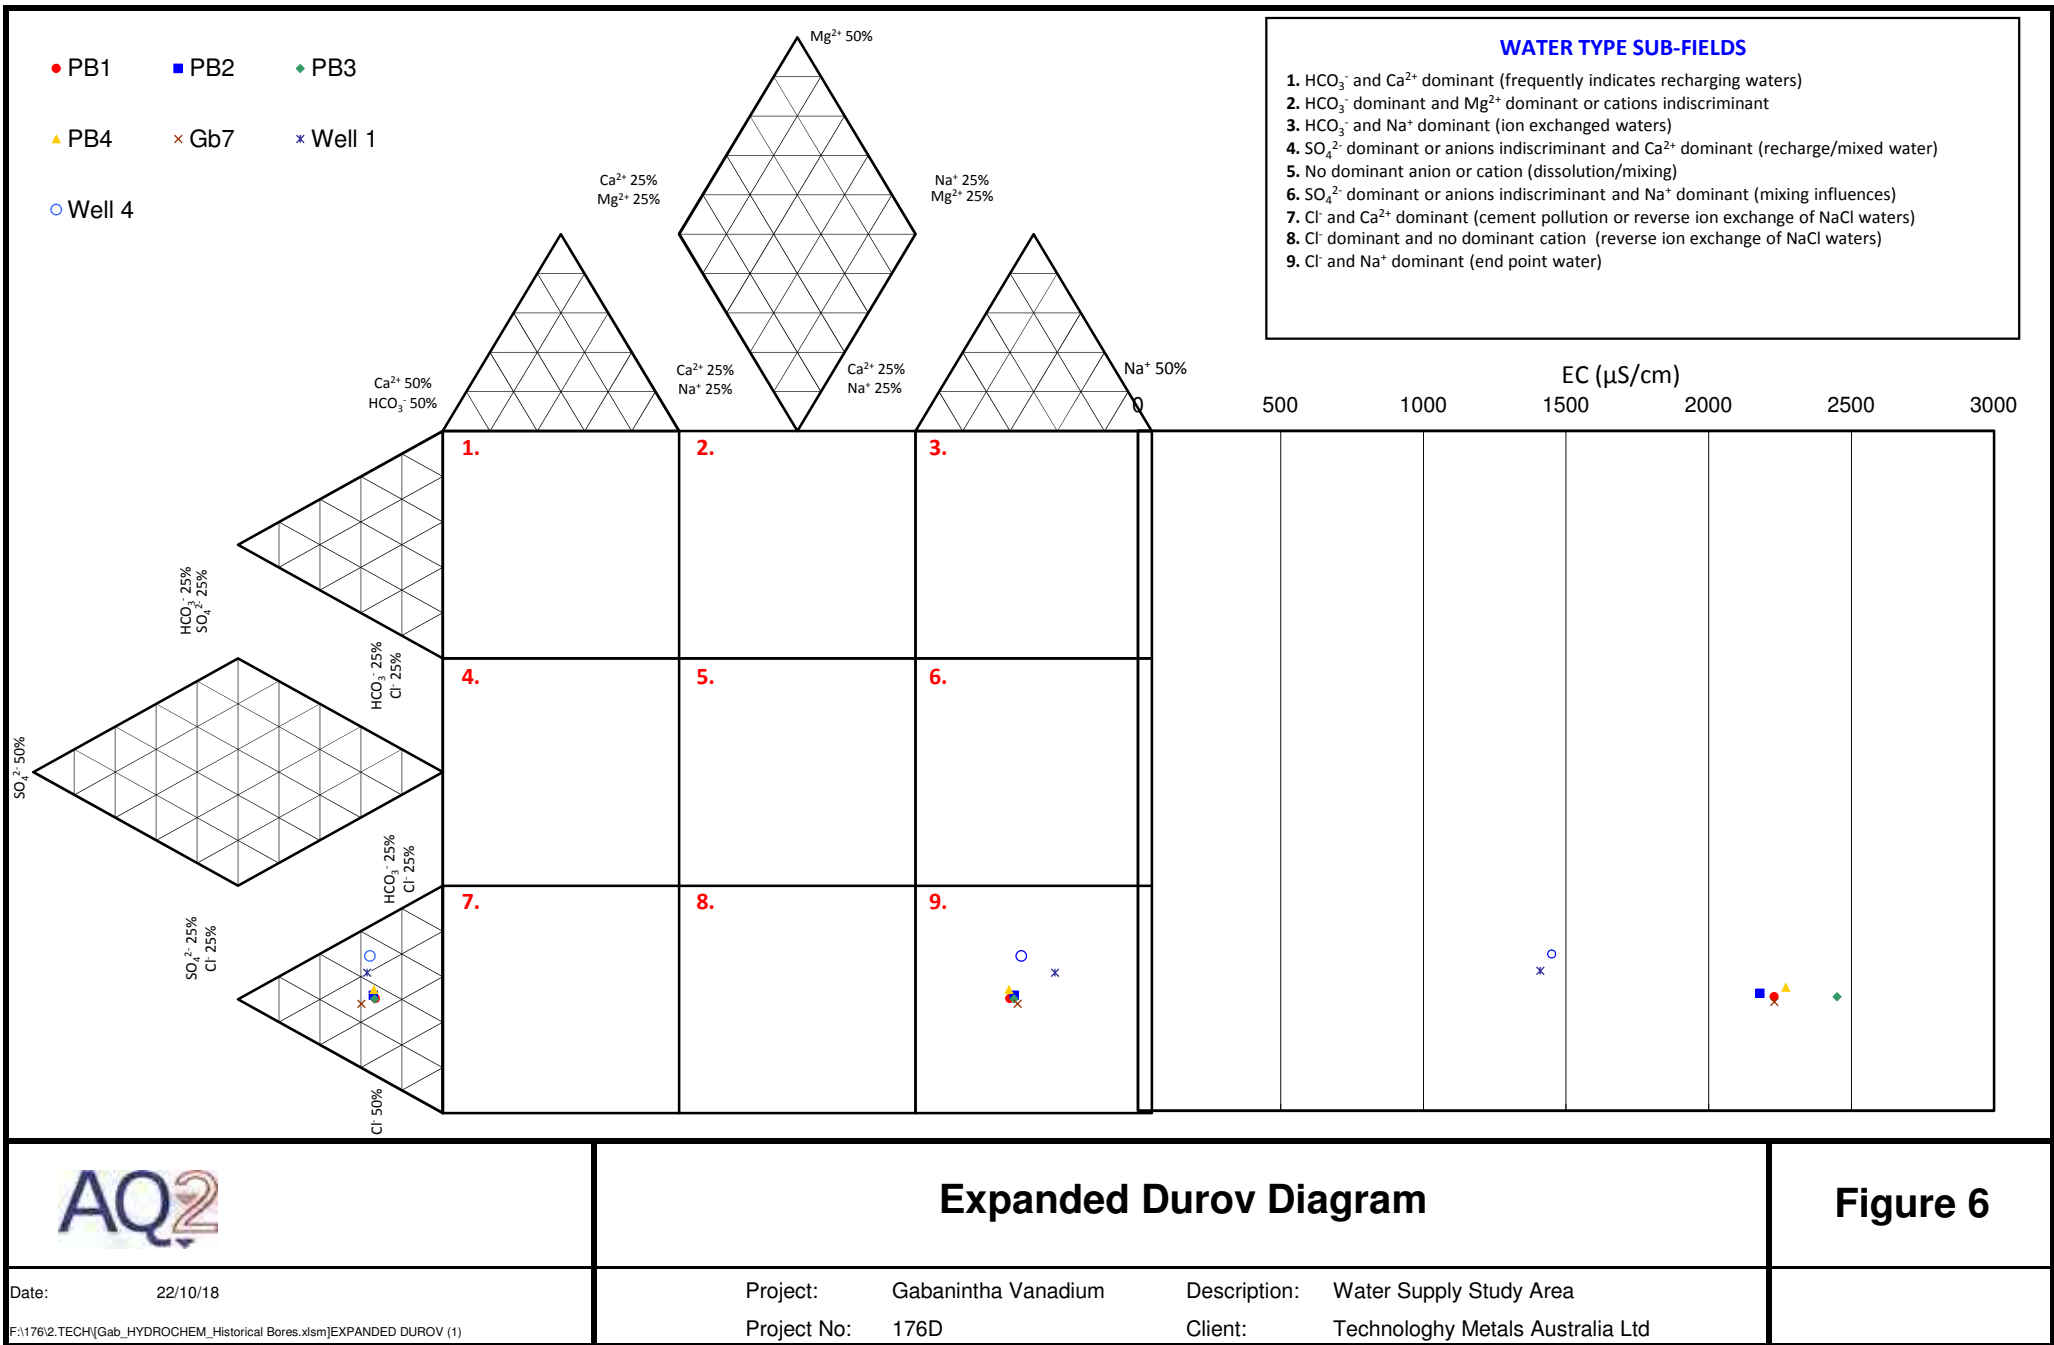 PB1
PB2
PB3
PB4
Gb7
Well 1
Well 4
Mg²⁺ 50%
Ca²⁺ 25%
Mg²⁺ 25%
Na⁺ 25%
Mg²⁺ 25%
Ca²⁺ 50%
HCO₃⁻ 50%
Ca²⁺ 25%
Na⁺ 25%
Ca²⁺ 25%
Na⁺ 25%
Na⁺ 50%
WATER TYPE SUB-FIELDS
1. HCO₃⁻ and Ca²⁺ dominant (frequently indicates recharging waters)
2. HCO₃⁻ dominant and Mg²⁺ dominant or cations indiscriminant
3. HCO₃⁻ and Na⁺ dominant (ion exchanged waters)
4. SO₄²⁻ dominant or anions indiscriminant and Ca²⁺ dominant (recharge/mixed water)
5. No dominant anion or cation (dissolution/mixing)
6. SO₄²⁻ dominant or anions indiscriminant and Na⁺ dominant (mixing influences)
7. Cl⁻ and Ca²⁺ dominant (cement pollution or reverse ion exchange of NaCl waters)
8. Cl⁻ dominant and no dominant cation (reverse ion exchange of NaCl waters)
9. Cl⁻ and Na⁺ dominant (end point water)
EC (µS/cm)
0 500 1000 1500 2000 2500 3000
1. 2. 3.
HCO₃⁻ 25%
SO₄²⁻ 25%
HCO₃⁻ 25%
Cl⁻ 25%
4. 5. 6.
SO₄²⁻ 50%
HCO₃⁻ 25%
Cl⁻ 25%
7. 8. 9.
SO₄²⁻ 25%
Cl⁻ 25%
Cl⁻ 50%
AQ2
Expanded Durov Diagram
Figure 6
Date: 22/10/18
F:\176\2.TECH\[Gab_HYDROCHEM_Historical Bores.xlsm]EXPANDED DUROV (1)
Project: Gabanintha Vanadium
Description: Water Supply Study Area
Project No: 176D
Client: Technologhy Metals Australia Ltd